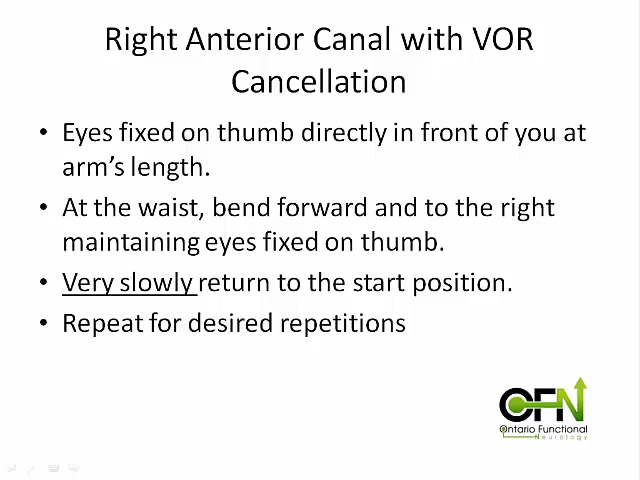 Right Anterior Canal with VOR
Cancellation
• Eyes fixed on thumb directly in front of you at
arm's length.
• At the waist, bend forward and to the right
maintaining eyes fixed on thumb.
• Very slowly return to the start position.
• Repeat for desired repetitions
OFN
Ontario Functional
Neurology